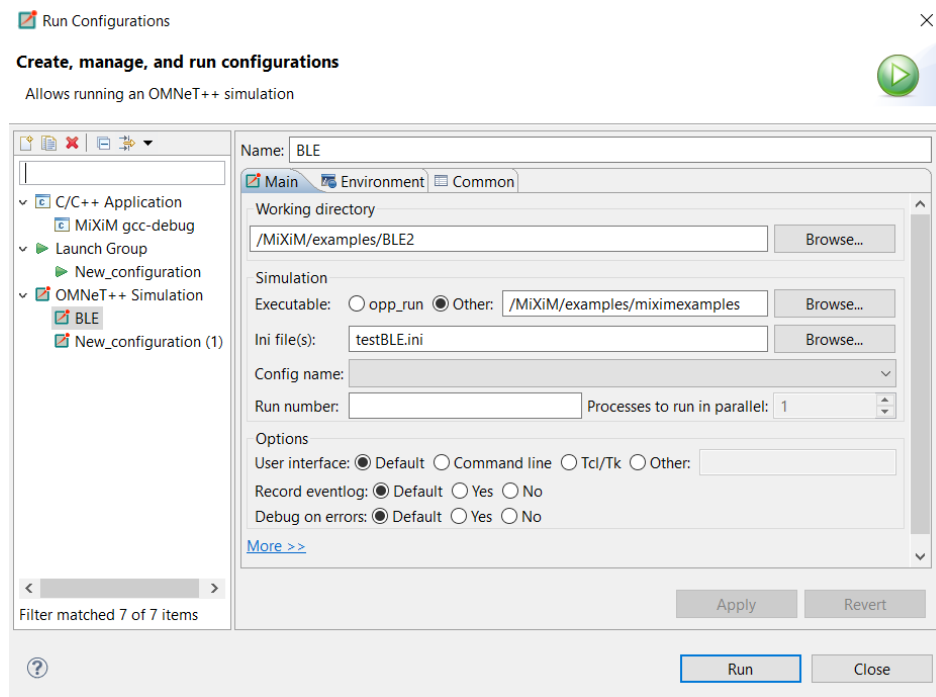 Run Configurations
Create, manage, and run configurations
Allows running an OMNeT++ simulation
C/C++ Application
MiXiM gcc-debug
Launch Group
New_configuration
OMNeT++ Simulation
BLE
New_configuration (1)
Filter matched 7 of 7 items
Name: BLE
Main Environment Common
Working directory
/MiXiM/examples/BLE2 Browse...
Simulation
Executable: opp_run Other: /MiXiM/examples/miximexamples Browse...
Ini file(s): testBLE.ini Browse...
Config name:
Run number: Processes to run in parallel: 1
Options
User interface: Default Command line Tcl/Tk Other:
Record eventlog: Default Yes No
Debug on errors: Default Yes No
More >>
Apply Revert
? Run Close